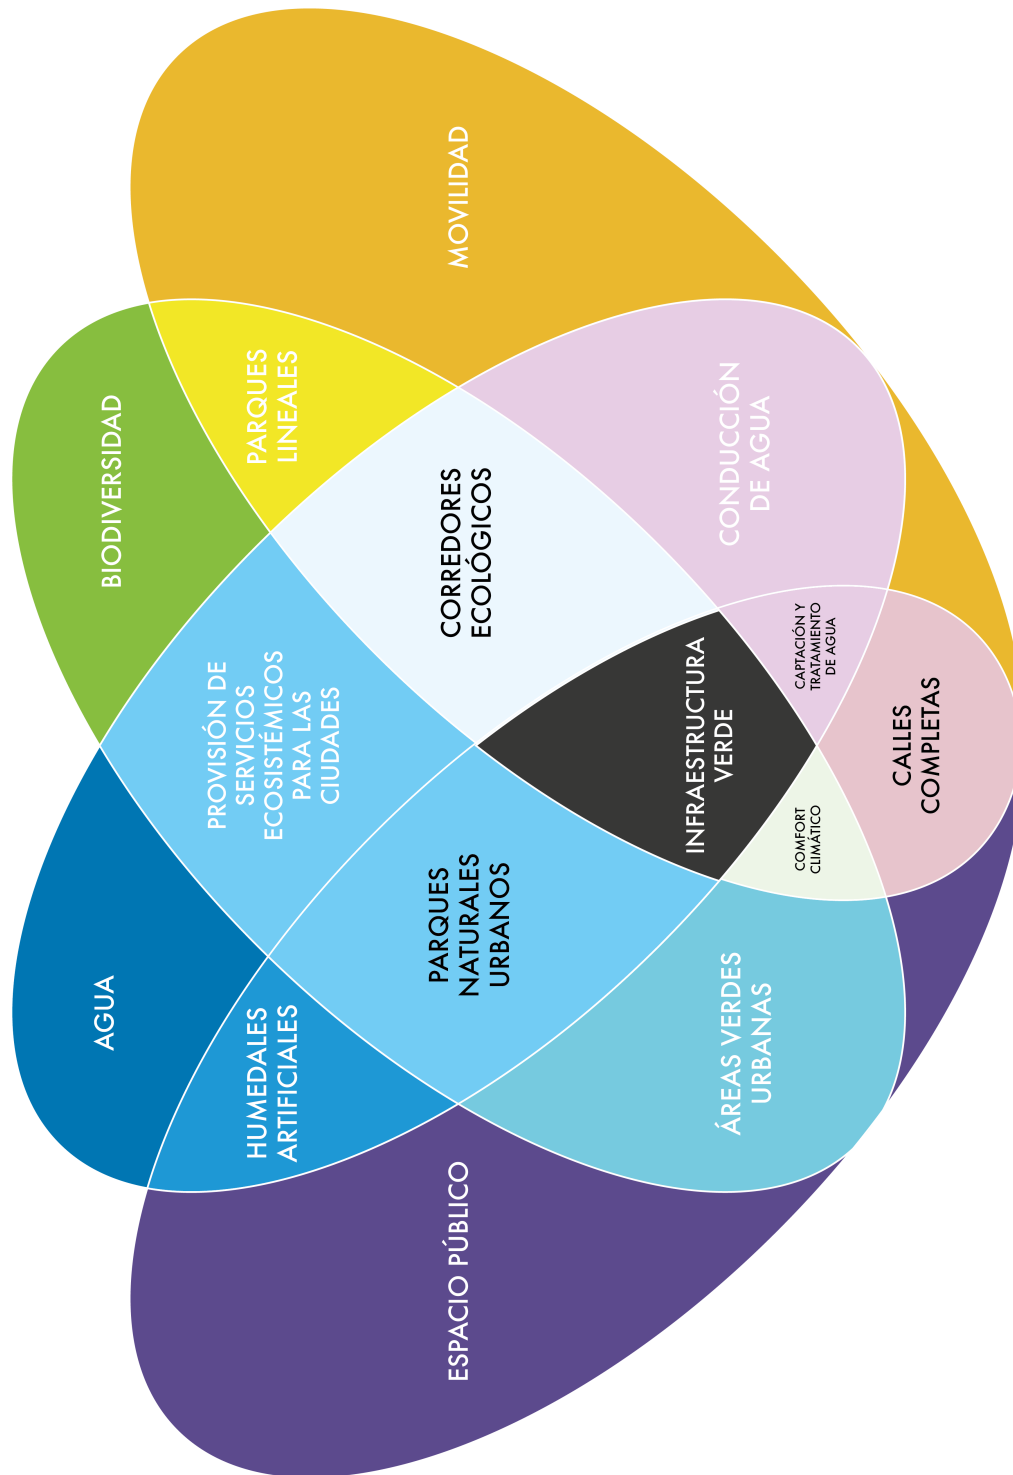 AGUA
BIODIVERSIDAD
HUMEDALES
ARTIFICIALES
PROVISIÓN DE
SERVICIOS
ECOSISTÉMICOS
PARA LAS
CIUDADES
PARQUES
LINEALES
ESPACIO PÚBLICO
PARQUES
NATURALES
URBANOS
CORREDORES
ECOLÓGICOS
MOVILIDAD
ÁREAS VERDES
URBANAS
INFRAESTRUCTURA
VERDE
CONDUCCIÓN
DE AGUA
COMFORT
CLIMÁTICO
CAPTACIÓN Y
TRATAMIENTO
DE AGUA
CALLES
COMPLETAS